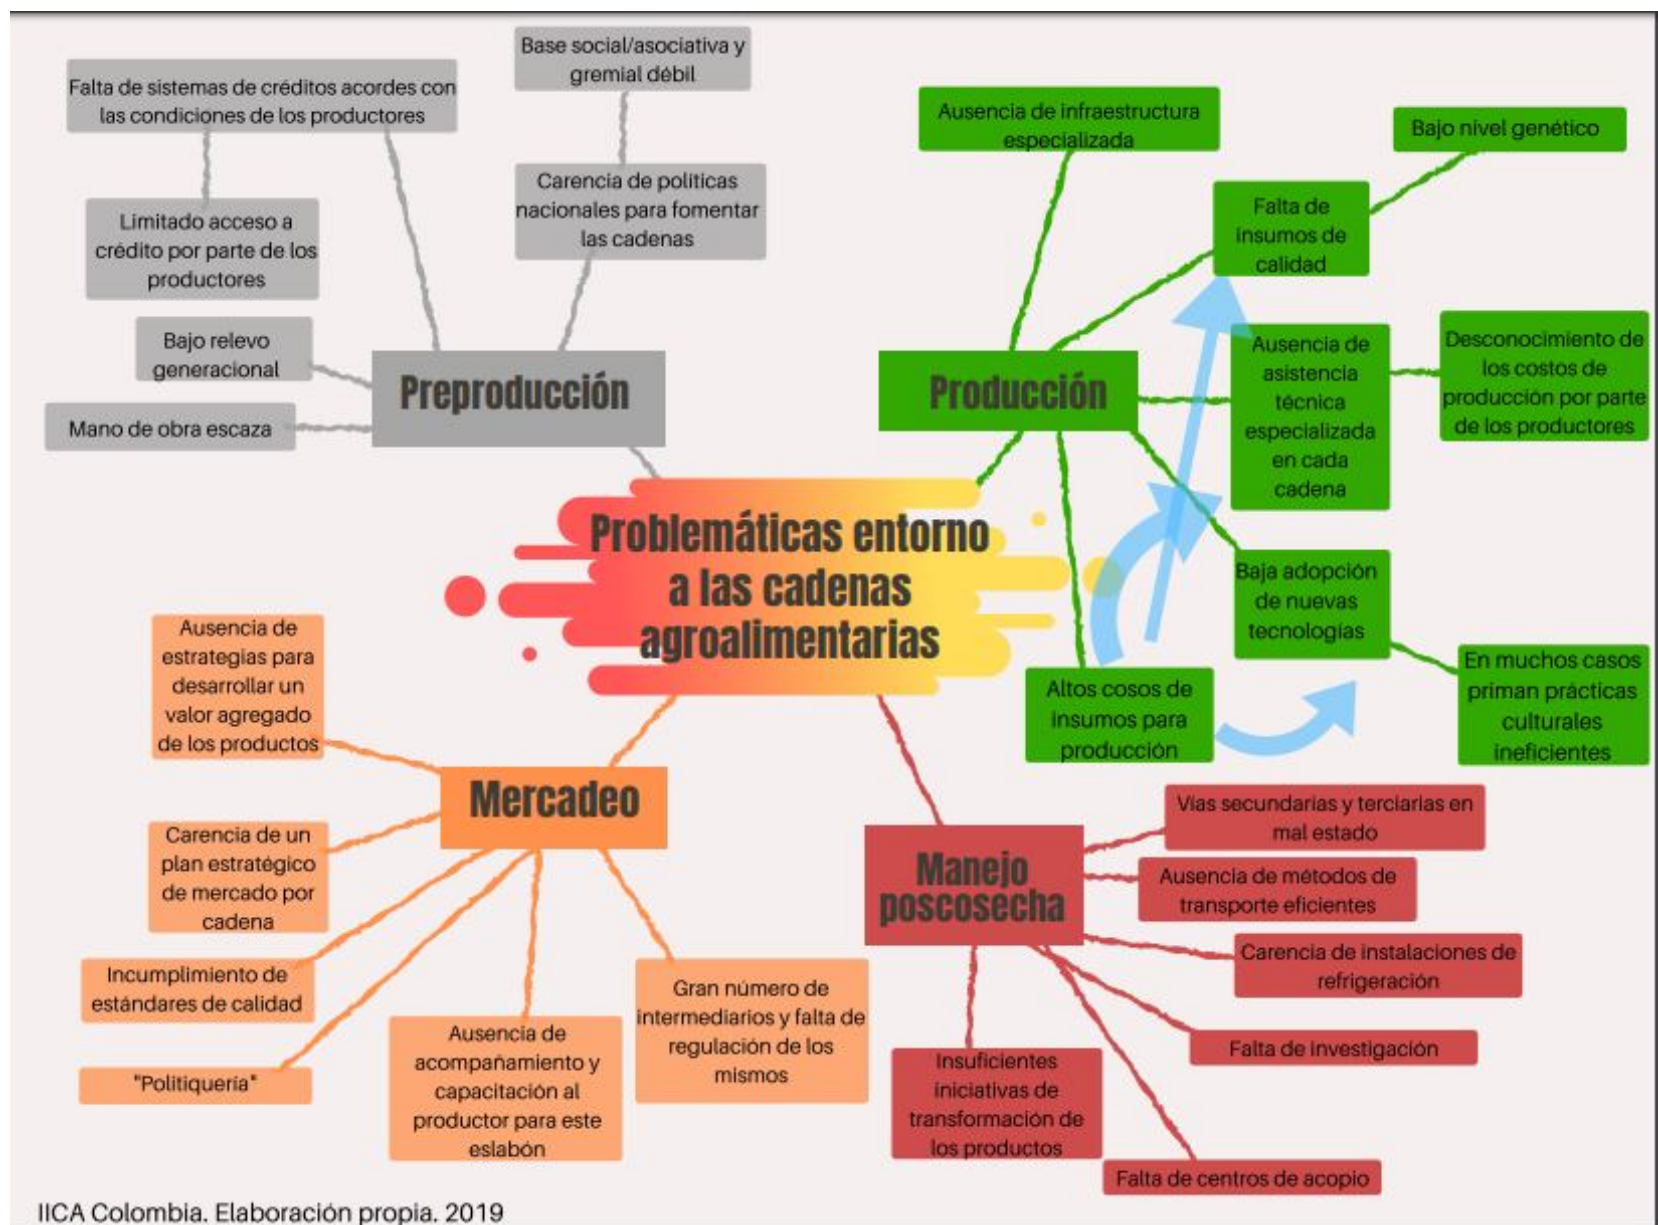 Base social/asociativa y
gremial débil
Falta de sistemas de créditos acordes con
las condiciones de los productores
Carencia de políticas
nacionales para fomentar
las cadenas
Limitado acceso a
crédito por parte de los
productores
Bajo relevo
generacional
Mano de obra escaza
Preproducción
Ausencia de infraestructura
especializada
Bajo nivel genético
Falta de
insumos de
calidad
Producción
Ausencia de
asistencia
técnica
especializada
en cada
cadena
Desconocimiento de
los costos de
producción por parte
de los productores
Baja adopción
de nuevas
tecnologías
En muchos casos
priman prácticas
culturales
ineficientes
Altos cosos de
insumos para
producción
Problemáticas entorno
a las cadenas
agroalimentarias
Ausencia de
estrategias para
desarrollar un
valor agregado
de los productos
Mercadeo
Carencia de un
plan estratégico
de mercado por
cadena
Incumplimiento de
estándares de calidad
"Politiquería"
Ausencia de
acompañamiento y
capacitación al
productor para este
eslabón
Gran número de
intermediarios y falta de
regulación de los
mismos
Manejo
poscosecha
Vías secundarias y terciarias en
mal estado
Ausencia de métodos de
transporte eficientes
Carencia de instalaciones de
refrigeración
Falta de investigación
Insuficientes
iniciativas de
transformación de
los productos
Falta de centros de acopio
IICA Colombia. Elaboración propia. 2019